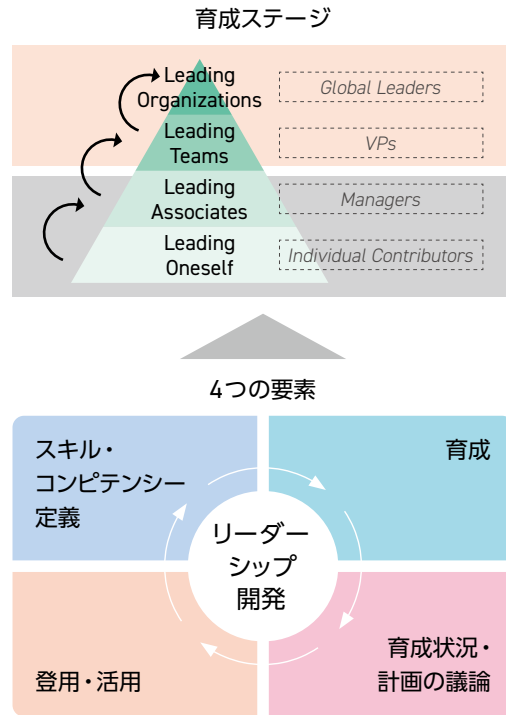 育成ステージ
Leading
Organizations
Global Leaders
Leading
Teams
VPs
Leading
Associates
Managers
Leading
Oneself
Individual Contributors
4つの要素
スキル・
コンピテンシー
定義
育成
リーダー
シップ
開発
登用・活用
育成状況・
計画の議論